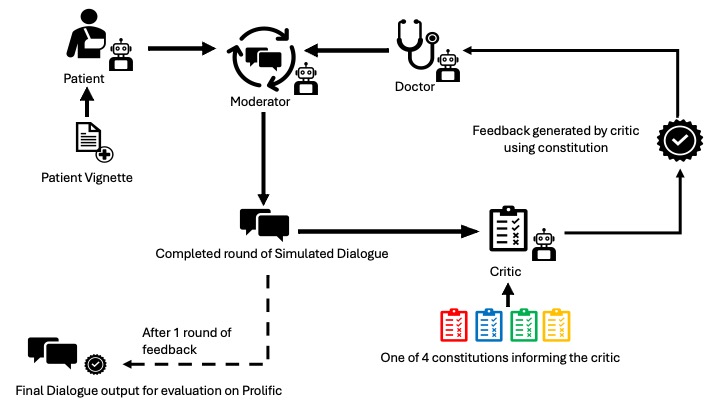 Patient
Moderator
Doctor
Feedback generated by critic
using constitution
Patient Vignette
Completed round of Simulated Dialogue
Critic
After 1 round of
feedback
One of 4 constitutions informing the critic
Final Dialogue output for evaluation on Prolific